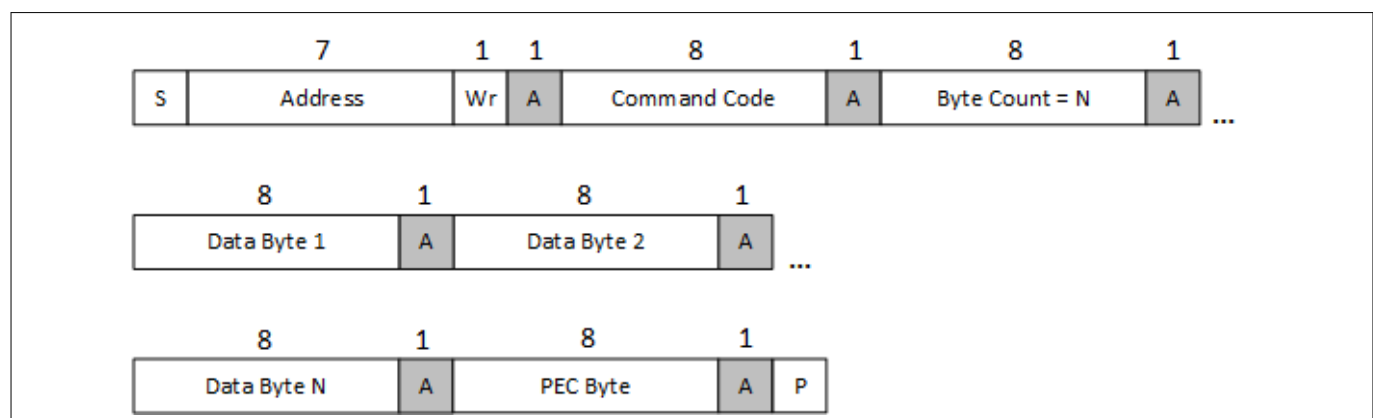 7 1 1 8 1 8 1
S Address Wr A Command Code A Byte Count = N A ...
8 1 8 1
Data Byte 1 A Data Byte 2 A ...
8 1 8 1
Data Byte N A PEC Byte A P